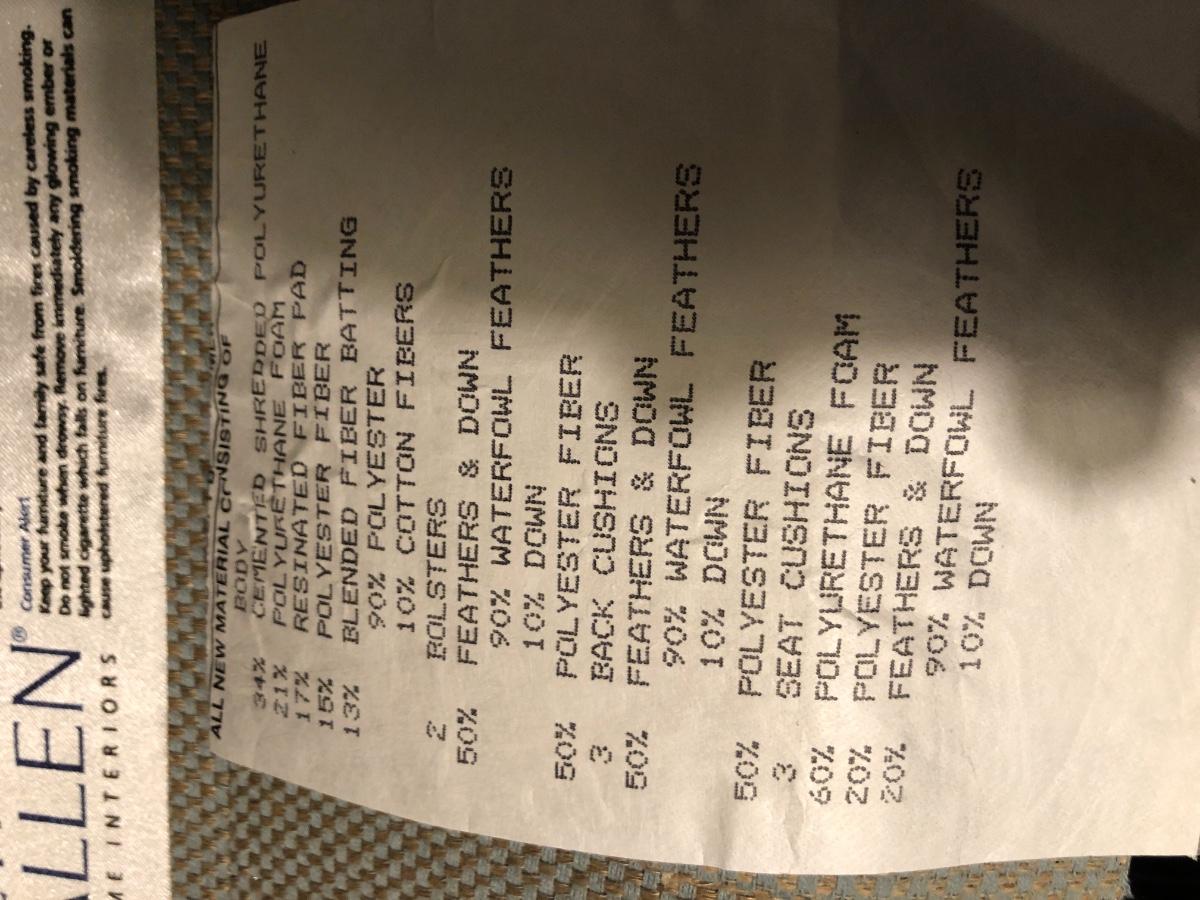 ALLEN®
ME INTERIORS
Consumer Alert
Keep your furniture and family safe from fires caused by careless smoking.
Do not smoke when drowsy. Remove immediately any glowing ember or
lighted cigarette which falls on furniture. Smoldering smoking materials can
cause upholstered furniture fires.
ALL NEW MATERIAL CONSISTING OF
BODY
34% CEMENTED SHREDDED POLYURETHANE
21% POLYURETHANE FOAM
17% RESINATED FIBER PAD
15% POLYESTER FIBER
13% BLENDED FIBER BATTING
90% POLYESTER
10% COTTON FIBERS
2 BOLSTERS
50% FEATHERS & DOWN
90% WATERFOWL FEATHERS
10% DOWN
50% POLYESTER FIBER
3 BACK CUSHIONS
50% FEATHERS & DOWN
90% WATERFOWL FEATHERS
10% DOWN
50% POLYESTER FIBER
3 SEAT CUSHIONS
60% POLYURETHANE FOAM
20% POLYESTER FIBER
20% FEATHERS & DOWN
90% WATERFOWL FEATHERS
10% DOWN